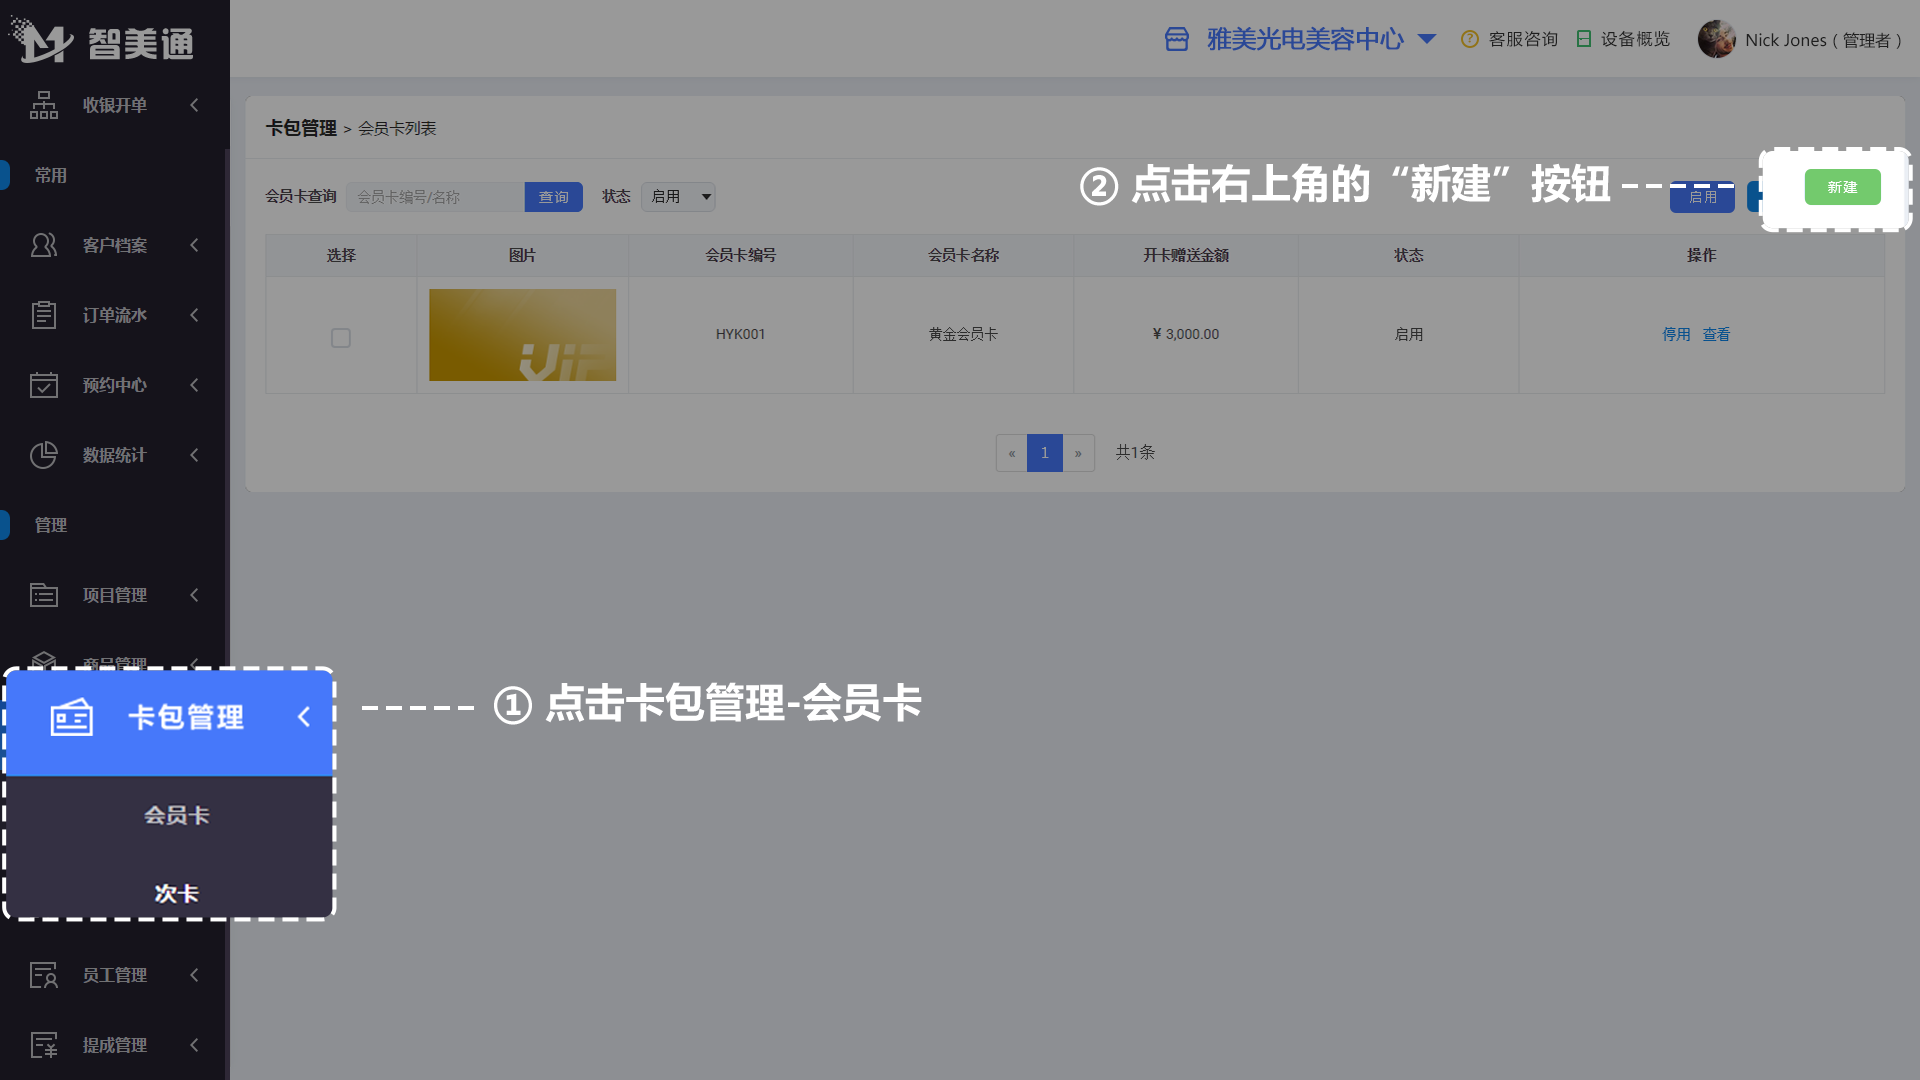 智美通
雅美光电美容中心
客服咨询
设备概览
Nick Jones ( 管理者 )
收银开单
常用
客户档案
订单流水
预约中心
数据统计
管理
项目管理
商品管理
卡包管理
会员卡
次卡
员工管理
提成管理
卡包管理 > 会员卡列表
会员卡查询 会员卡编号/名称 查询 状态 启用
② 点击右上角的“新建”按钮
启用
新建
选择 图片 会员卡编号 会员卡名称 开卡赠送金额 状态 操作
VIP
HYK001 黄金会员卡 ¥ 3,000.00 启用 停用 查看
« 1 » 共1条
① 点击卡包管理-会员卡